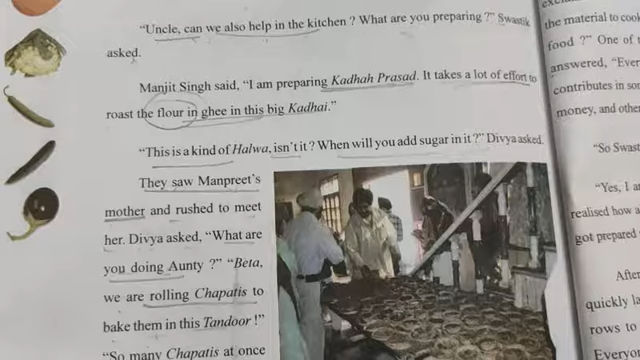 "Uncle, can we also help in the kitchen ? What are you preparing ?" Swastik
asked.
Manjit Singh said, "I am preparing Kadhah Prasad. It takes a lot of effort to
roast the flour in ghee in this big Kadhai."
"This is a kind of Halwa, isn't it ? When will you add sugar in it ?" Divya asked.
They saw Manpreet's
mother and rushed to meet
her. Divya asked, "What are
you doing Aunty ?" "Beta,
we are rolling Chapatis to
bake them in this Tandoor !"
"So many Chapatis at once
the material to cook
food ?" One of
answered, "Ever
contributes in
money, and other
"So Swast
"Yes, I
realised how a
got prepared
After
quickly
rows to
Everyo